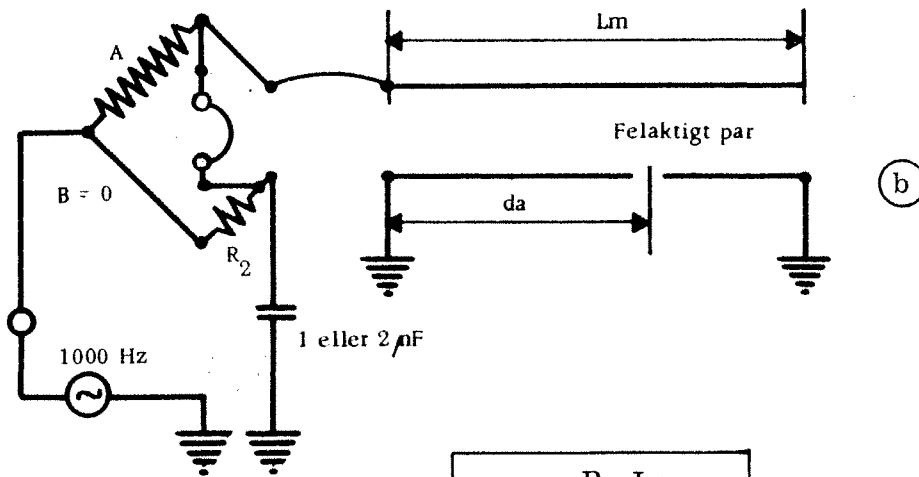 Lm
A
Felaktigt par
b
B = 0
da
R2
1 eller 2 nF
1000 Hz